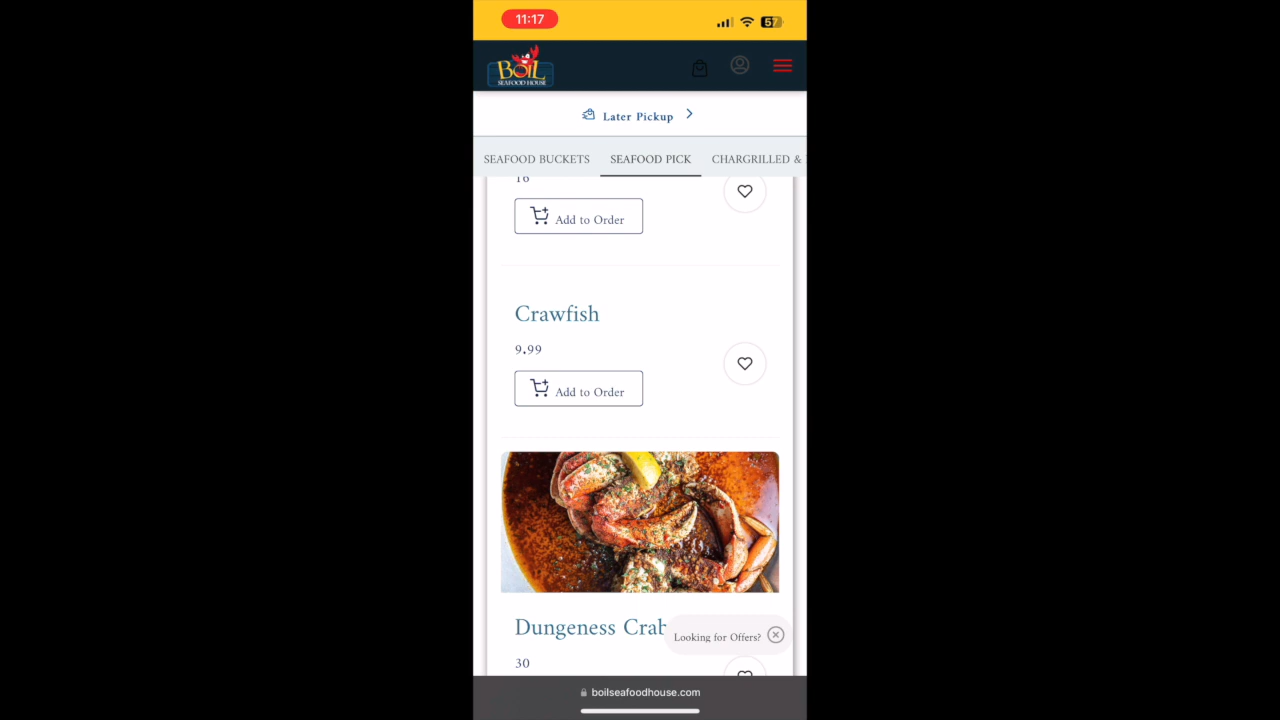 11:17
57
BOIL
SEAFOOD HOUSE
Later Pickup
SEAFOOD BUCKETS SEAFOOD PICK CHARGRILLED &
16
Add to Order
Crawfish
9.99
Add to Order
Dungeness Crab
Looking for Offers?
30
boilseafoodhouse.com